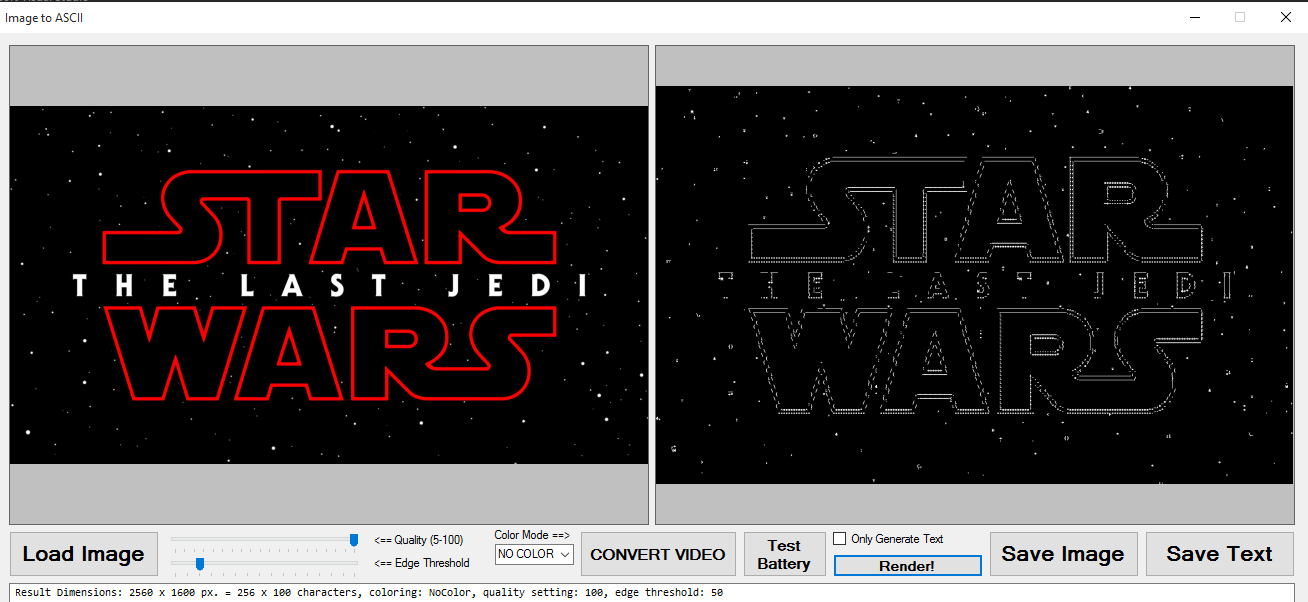 Image to ASCII
STAR
THE LAST JEDI
WARS
STAR
THE LAST JEDI
WARS
Load Image
<== Quality (5-100)
<== Edge Threshold
Color Mode ==>
NO COLOR
CONVERT VIDEO
Test
Battery
Only Generate Text
Render!
Save Image
Save Text
Result Dimensions: 2560 x 1600 px. = 256 x 100 characters, coloring: NoColor, quality setting: 100, edge threshold: 50